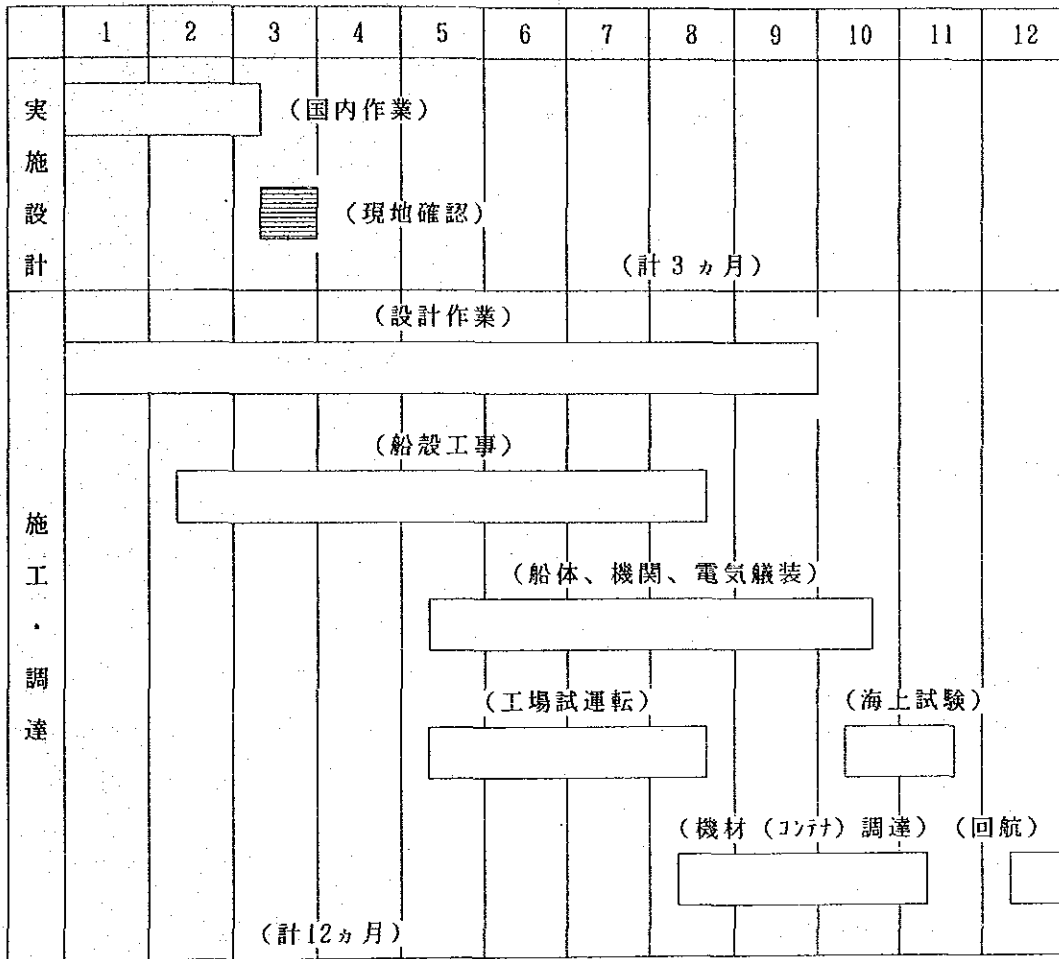 1 2 3 4 5 6 7 8 9 10 11 12
実施設計
(国内作業)
(現地確認)
(計3ヵ月)
施工・調達
(設計作業)
(船殻工事)
(船体、機関、電気艤装)
(工場試運転) (海上試験)
(機材(コンテナ)調達) (回航)
(計12ヵ月)